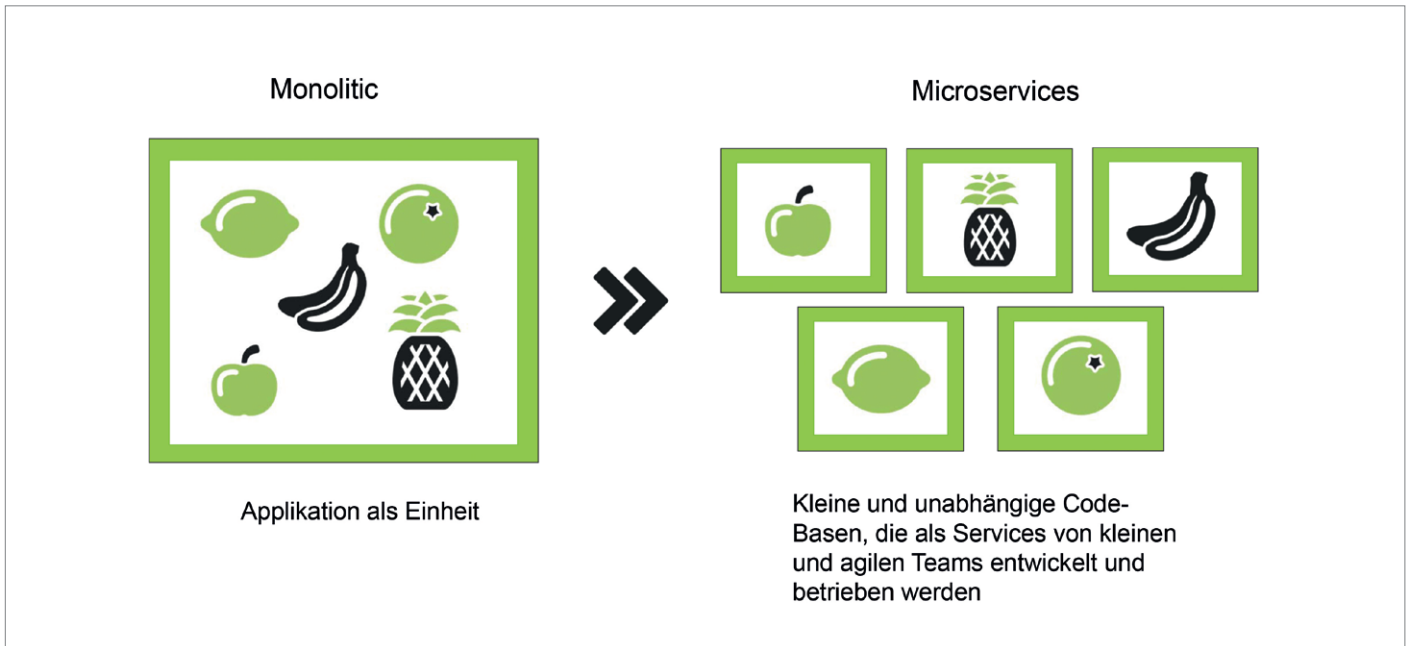 Monolitic
Microservices
Applikation als Einheit
Kleine und unabhängige Code-
Basen, die als Services von kleinen
und agilen Teams entwickelt und
betrieben werden